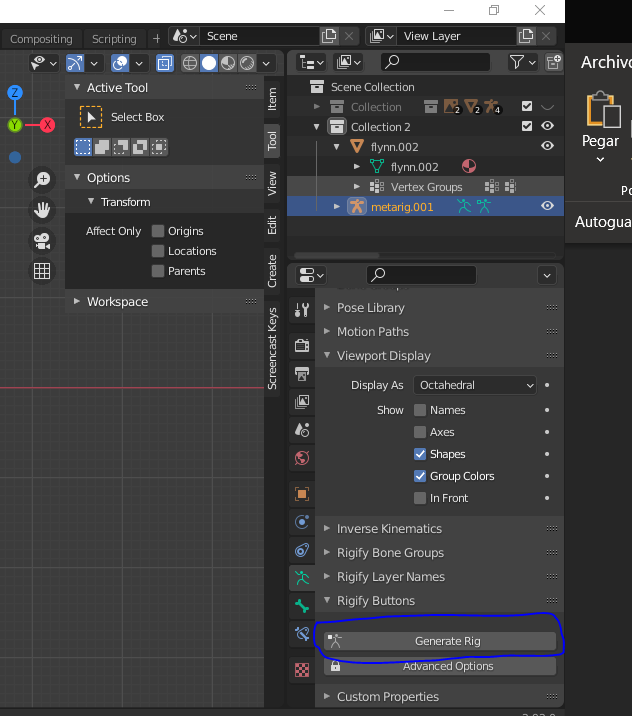 Compositing Scripting + Scene View Layer
Archivo
Pegar
Autogua
Active Tool
Select Box
Options
Transform
Affect Only Origins
Locations
Parents
Workspace
Item
Tool
View
Edit
Create
Screencast Keys
Z
Y
X
Scene Collection
Collection 2 2 4
Collection 2
flynn.002
flynn.002
Vertex Groups
metarig.001
Pose Library
Motion Paths
Viewport Display
Display As Octahedral
Show Names
Axes
Shapes
Group Colors
In Front
Inverse Kinematics
Rigify Bone Groups
Rigify Layer Names
Rigify Buttons
Generate Rig
Advanced Options
Custom Properties